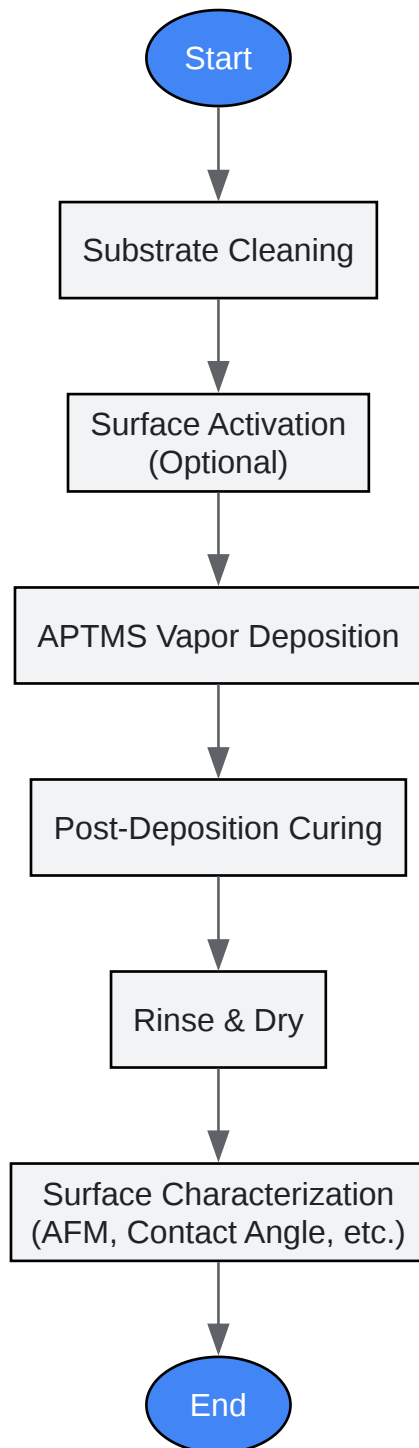 Start
Substrate Cleaning
Surface Activation
(Optional)
APTMS Vapor Deposition
Post-Deposition Curing
Rinse & Dry
Surface Characterization
(AFM, Contact Angle, etc.)
End